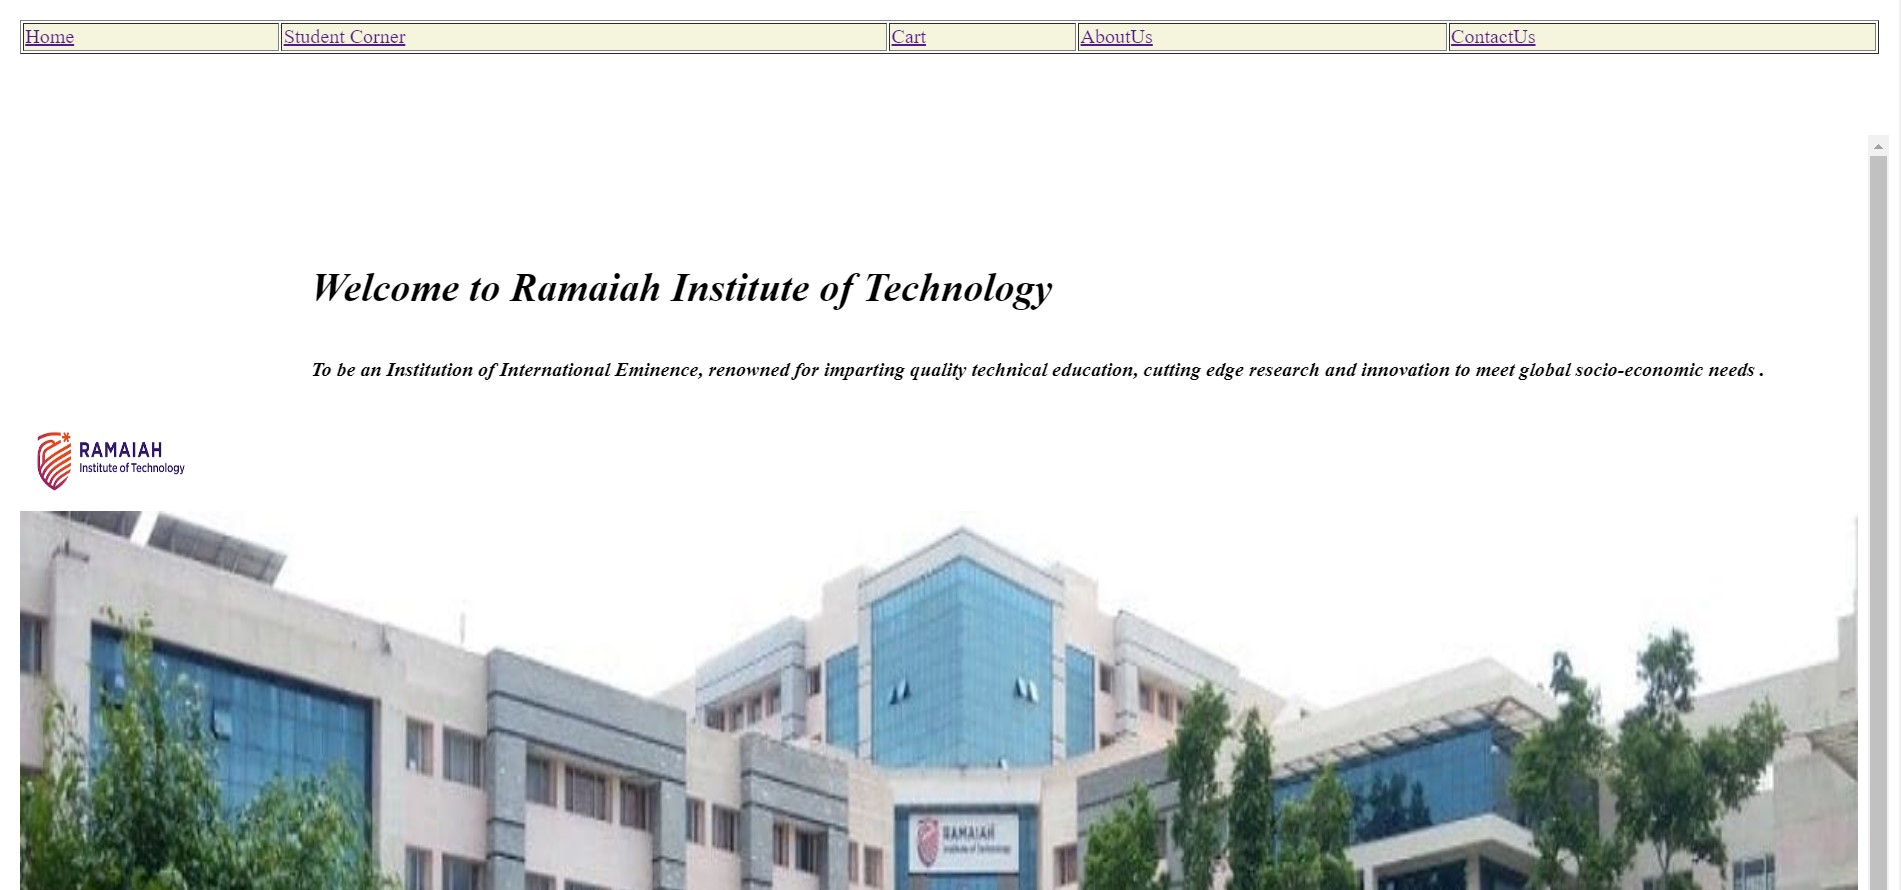 Home Student Corner Cart AboutUs ContactUs
Welcome to Ramaiah Institute of Technology
To be an Institution of International Eminence, renowned for imparting quality technical education, cutting edge research and innovation to meet global socio-economic needs .
RAMAIAH
Institute of Technology
RAMAIAH
Institute of Technology